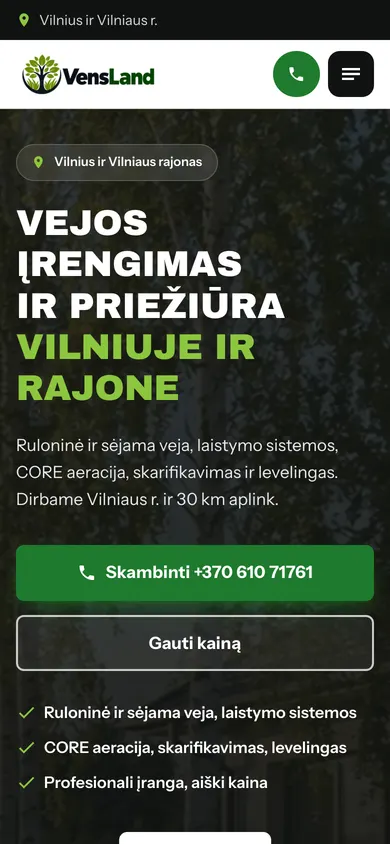 Vilnius ir Vilniaus r.
VensLand
Vilnius ir Vilniaus rajonas
VEJOS
ĮRENGIMAS
IR PRIEŽIŪRA
VILNIUJE IR
RAJONE
Ruloninė ir sėjama veja, laistymo sistemos,
CORE aeracija, skarifikavimas ir levelingas.
Dirbame Vilniaus r. ir 30 km aplink.
Skambinti +370 610 71761
Gauti kainą
Ruloninė ir sėjama veja, laistymo sistemos
CORE aeracija, skarifikavimas, levelingas
Profesionali įranga, aiški kaina